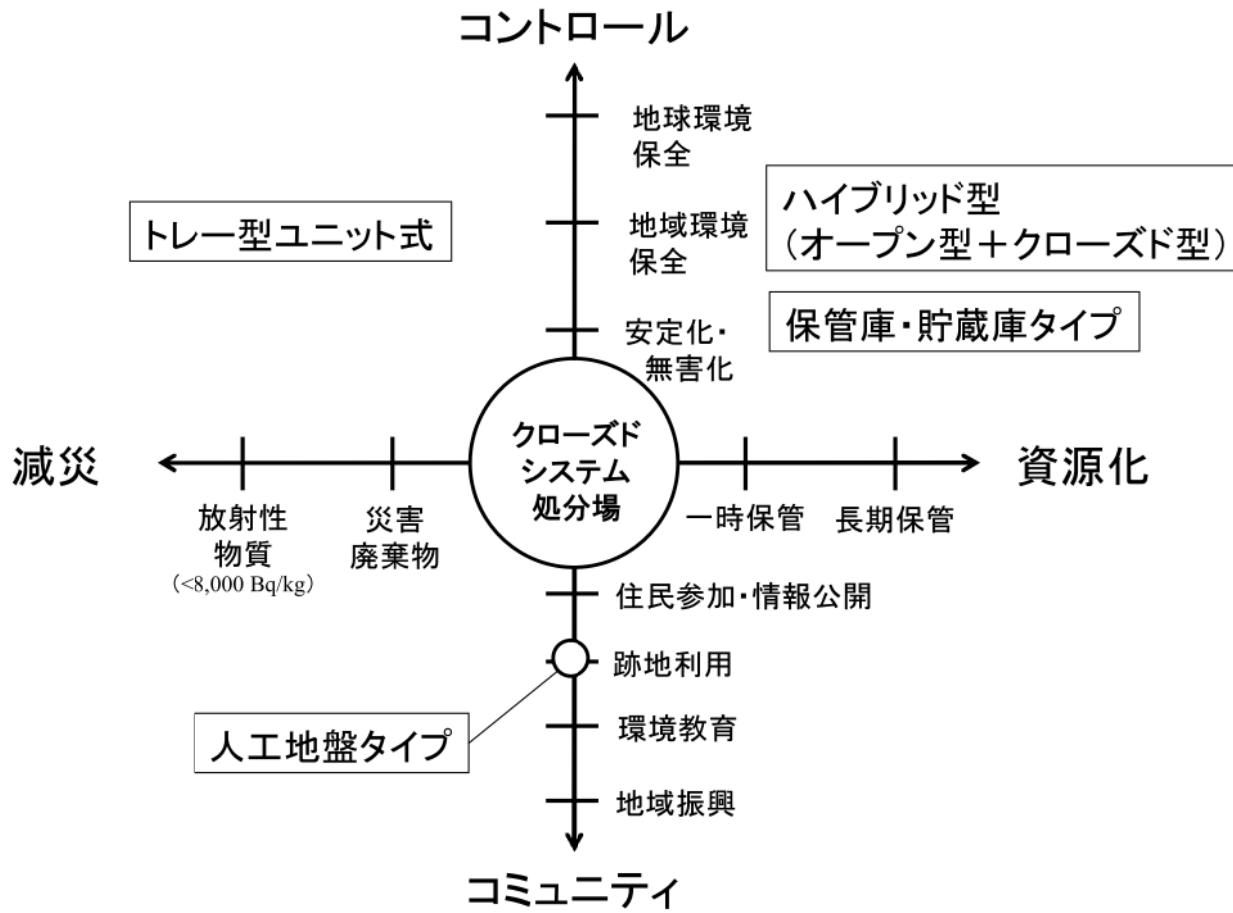 コントロール
地球環境
保全
ハイブリッド型
(オープン型+クローズド型)
トレー型ユニット式
地域環境
保全
保管庫・貯蔵庫タイプ
安定化・
無害化
クローズド
システム
処分場
減災
資源化
放射性
物質
(<8,000 Bq/kg)
災害
廃棄物
一時保管
長期保管
住民参加・情報公開
跡地利用
人工地盤タイプ
環境教育
地域振興
コミュニティ